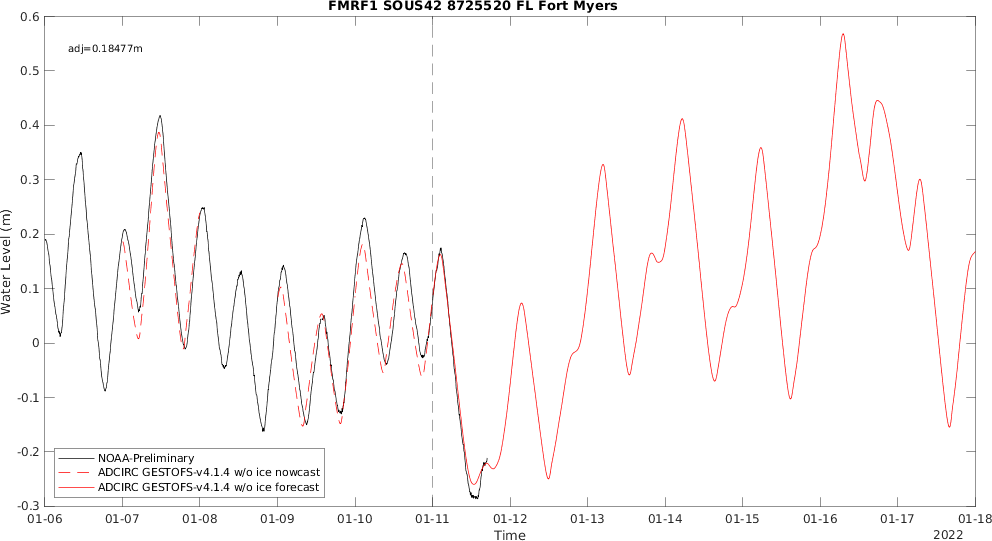 FMRF1 SOUS42 8725520 FL Fort Myers
adj=0.18477m
0.6
0.5
0.4
0.3
0.2
0.1
0
-0.1
-0.2
-0.3
Water Level (m)
NOAA-Preliminary
ADCIRC GESTOFS-v4.1.4 w/o ice nowcast
ADCIRC GESTOFS-v4.1.4 w/o ice forecast
01-06 01-07 01-08 01-09 01-10 01-11 01-12 01-13 01-14 01-15 01-16 01-17 01-18
Time
2022